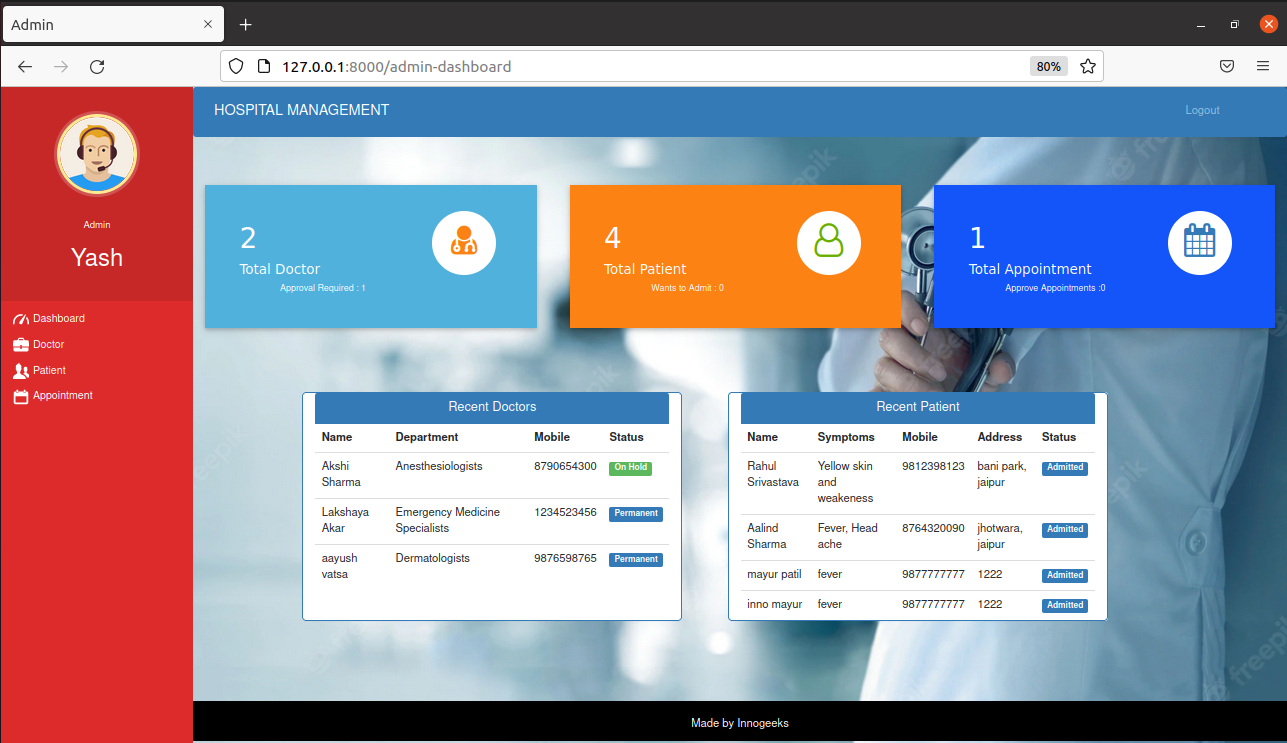 Admin
127.0.0.1:8000/admin-dashboard
80%
HOSPITAL MANAGEMENT
Logout
Admin
Yash
Dashboard
Doctor
Patient
Appointment
2
Total Doctor
Approval Required : 1
4
Total Patient
Wants to Admit : 0
1
Total Appointment
Approve Appointments :0
Recent Doctors
Name Department Mobile Status
Akshi Anesthesiologists 8790654300 On Hold
Sharma
Lakshaya Emergency Medicine 1234523456 Permanent
Akar Specialists
aayush Dermatologists 9876598765 Permanent
vatsa
Recent Patient
Name Symptoms Mobile Address Status
Rahul Yellow skin 9812398123 bani park, Admitted
Srivastava and jaipur
weakeness
Aalind Fever, Head 8764320090 jhotwara, Admitted
Sharma ache jaipur
mayur patil fever 9877777777 1222 Admitted
inno mayur fever 9877777777 1222 Admitted
freepik
Made by Innogeeks